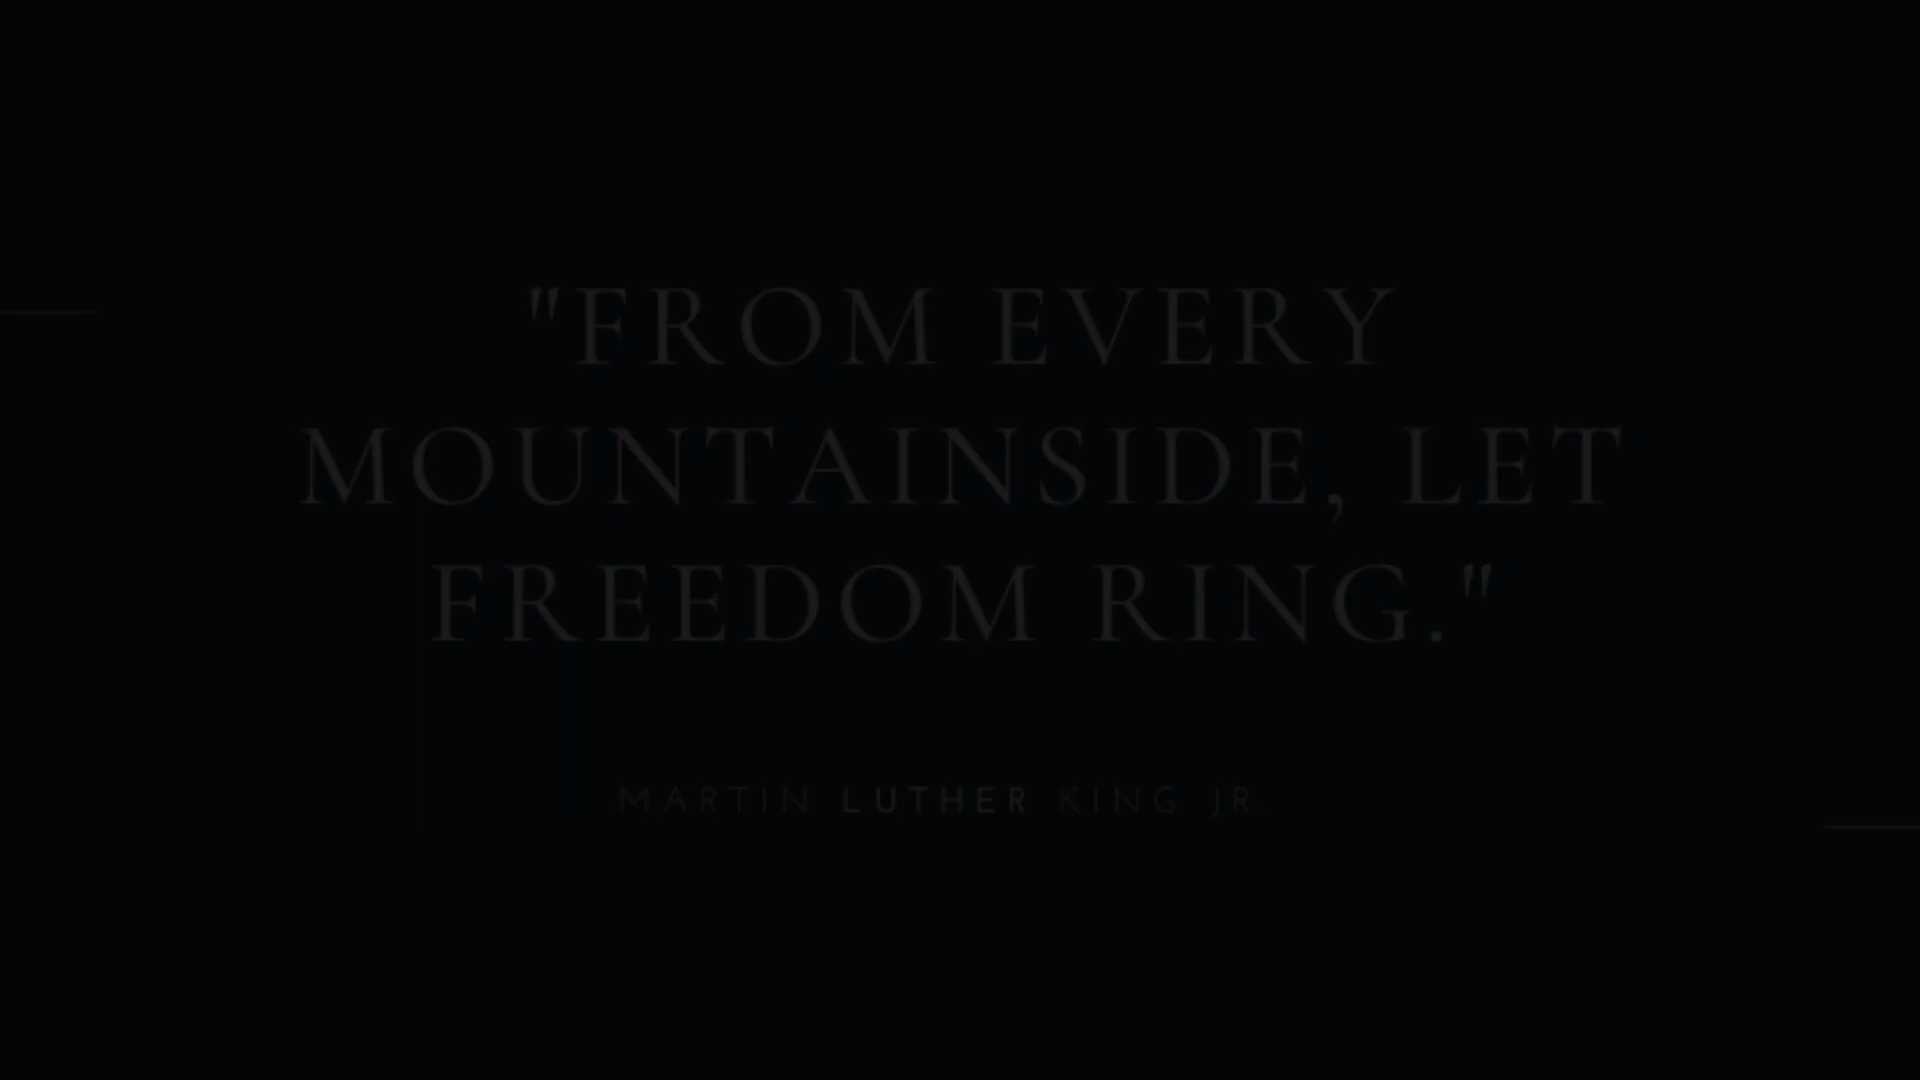 "FROM EVERY
MOUNTAINSIDE, LET
FREEDOM RING."
MARTIN LUTHER KING JR.